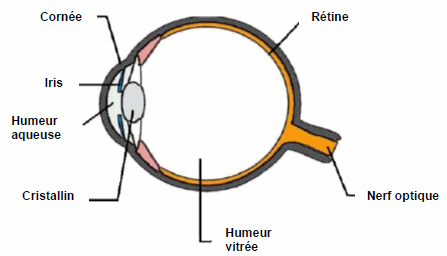 Cornée
Rétine
Iris
Humeur
aqueuse
Cristallin
Nerf optique
Humeur
vitrée